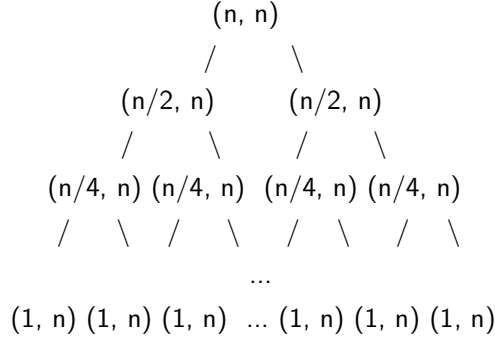 (n, n)
(n/2, n) (n/2, n)
(n/4, n) (n/4, n) (n/4, n) (n/4, n)
...
(1, n) (1, n) (1, n) ... (1, n) (1, n) (1, n)